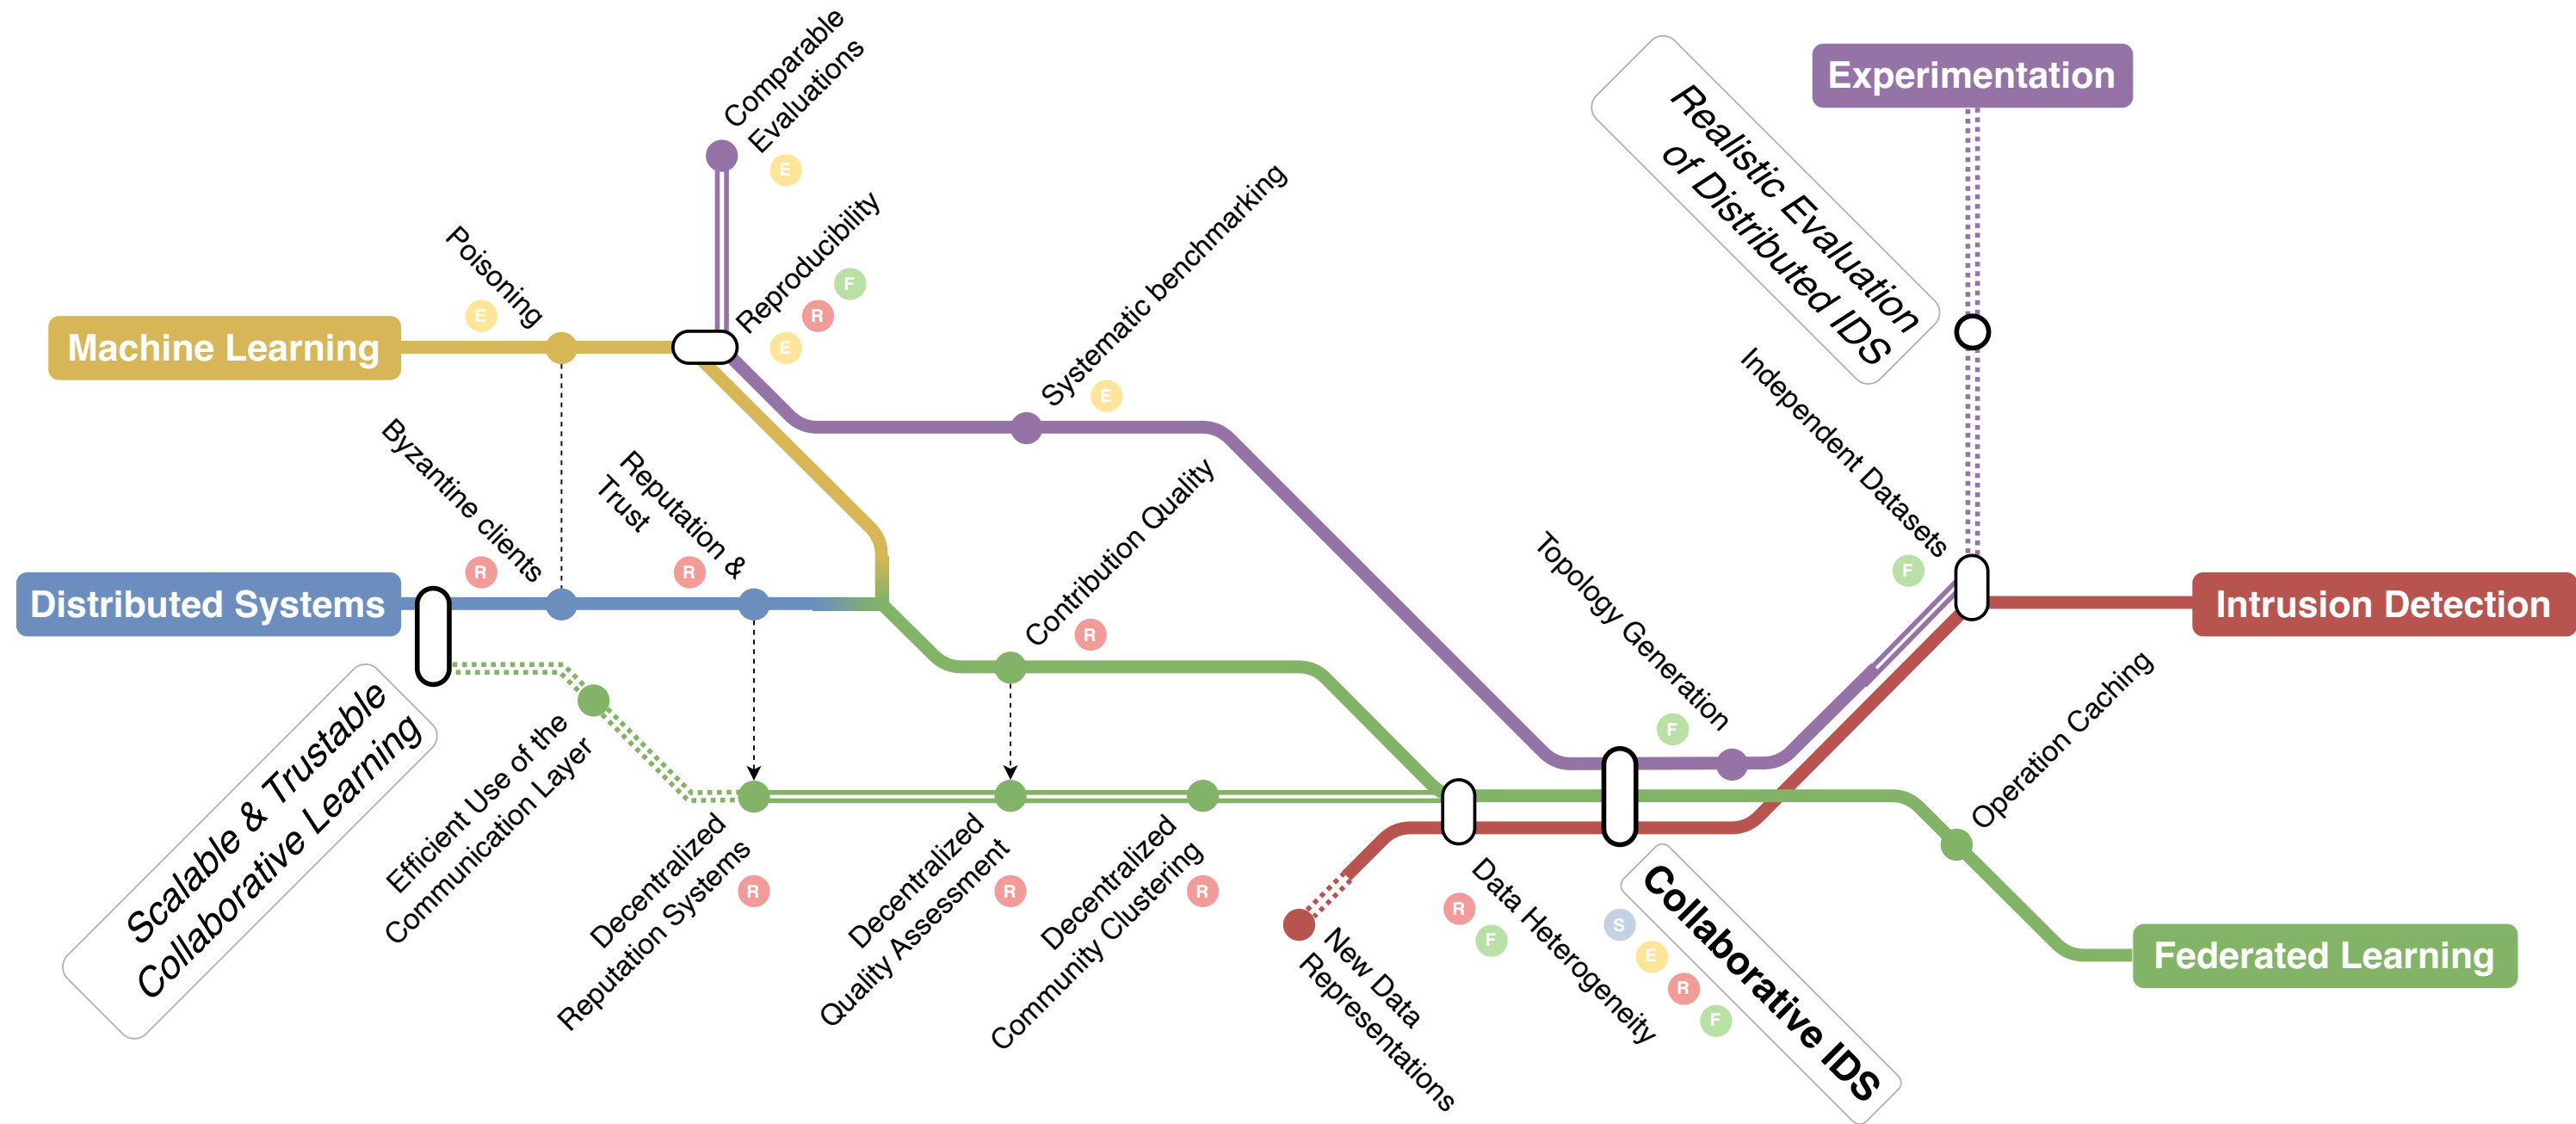 Comparable
Evaluations
E
Experimentation
Realistic Evaluation
of Distributed IDS
Poisoning
E
Reproducibility
F
R
E
Systematic benchmarking
E
Machine Learning
Independent Datasets
F
Byzantine clients
R
Reputation &
Trust
R
Contribution Quality
R
Topology Generation
F
Distributed Systems
Intrusion Detection
Scalable & Trustable
Collaborative Learning
Efficient Use of the
Communication Layer
Operation Caching
Decentralized
Reputation Systems
R
Decentralized
Quality Assessment
R
Decentralized
Community Clustering
R
New Data
Representations
Data Heterogeneity
R
F
Collaborative IDS
S
E
R
F
Federated Learning